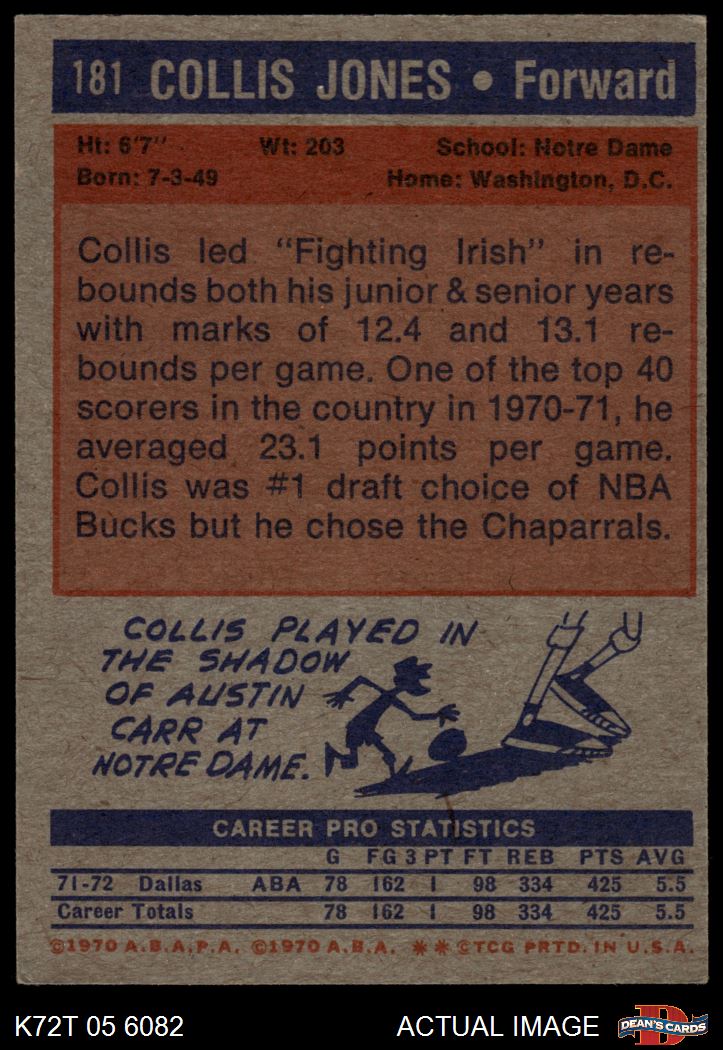 181 COLLIS JONES • Forward
Ht: 6'7" Wt: 203 School: Notre Dame
Born: 7-3-49 Home: Washington, D.C.
Collis led "Fighting Irish" in re-
bounds both his junior & senior years
with marks of 12.4 and 13.1 re-
bounds per game. One of the top 40
scorers in the country in 1970-71, he
averaged 23.1 points per game.
Collis was #1 draft choice of NBA
Bucks but he chose the Chaparrals.
COLLIS PLAYED IN
THE SHADOW
OF AUSTIN
CARR AT
NOTRE DAME.
CAREER PRO STATISTICS
G FG 3 PT FT REB PTS AVG
71-72 Dallas ABA 78 162 1 98 334 425 5.5
Career Totals 78 162 1 98 334 425 5.5
©1970 A.B.A.P.A. ©1970 A.B.A. ** ©TCG PRTD. IN U.S.A.
K72T 05 6082 ACTUAL IMAGE D DEAN'S CARDS